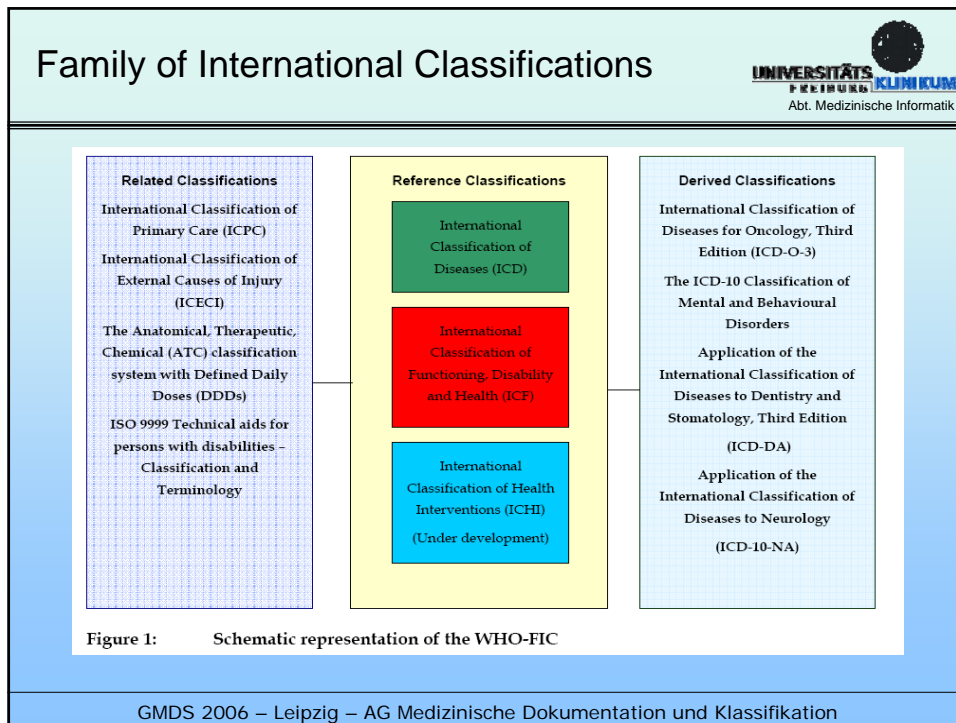 Family of International Classifications
UNIVERSITÄTS
FREIBURG KLINIKUM
Abt. Medizinische Informatik
Related Classifications
International Classification of
Primary Care (ICPC)
International Classification of
External Causes of Injury
(ICECI)
The Anatomical, Therapeutic,
Chemical (ATC) classification
system with Defined Daily
Doses (DDDs)
ISO 9999 Technical aids for
persons with disabilities –
Classification and
Terminology
Reference Classifications
International
Classification of
Diseases (ICD)
International
Classification of
Functioning, Disability
and Health (ICF)
International
Classification of Health
Interventions (ICHI)
(Under development)
Derived Classifications
International Classification of
Diseases for Oncology, Third
Edition (ICD-O-3)
The ICD-10 Classification of
Mental and Behavioural
Disorders
Application of the
International Classification of
Diseases to Dentistry and
Stomatology, Third Edition
(ICD-DA)
Application of the
International Classification of
Diseases to Neurology
(ICD-10-NA)
Figure 1: Schematic representation of the WHO-FIC
GMDS 2006 – Leipzig – AG Medizinische Dokumentation und Klassifikation